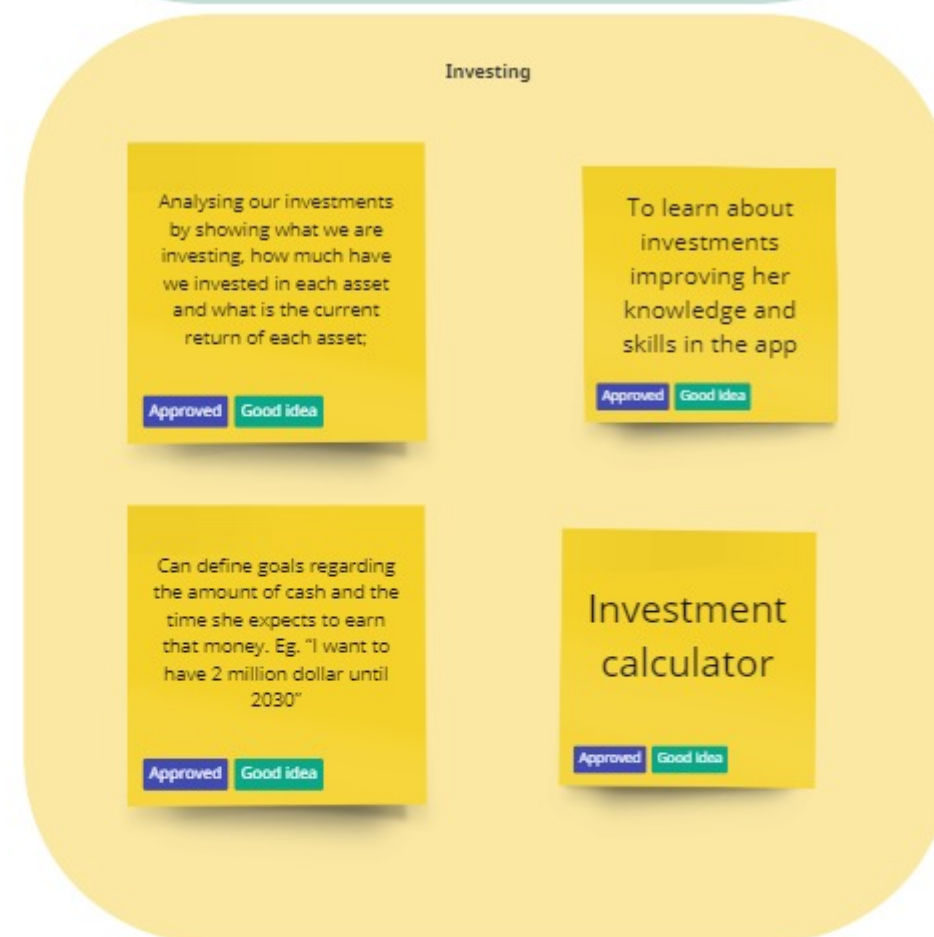 Investing
Analysing our investments
by showing what we are
investing, how much have
we invested in each asset
and what is the current
return of each asset;
Approved Good idea
To learn about
investments
improving her
knowledge and
skills in the app
Approved Good idea
Can define goals regarding
the amount of cash and the
time she expects to earn
that money. Eg. "I want to
have 2 million dollar until
2030"
Approved Good idea
Investment
calculator
Approved Good idea